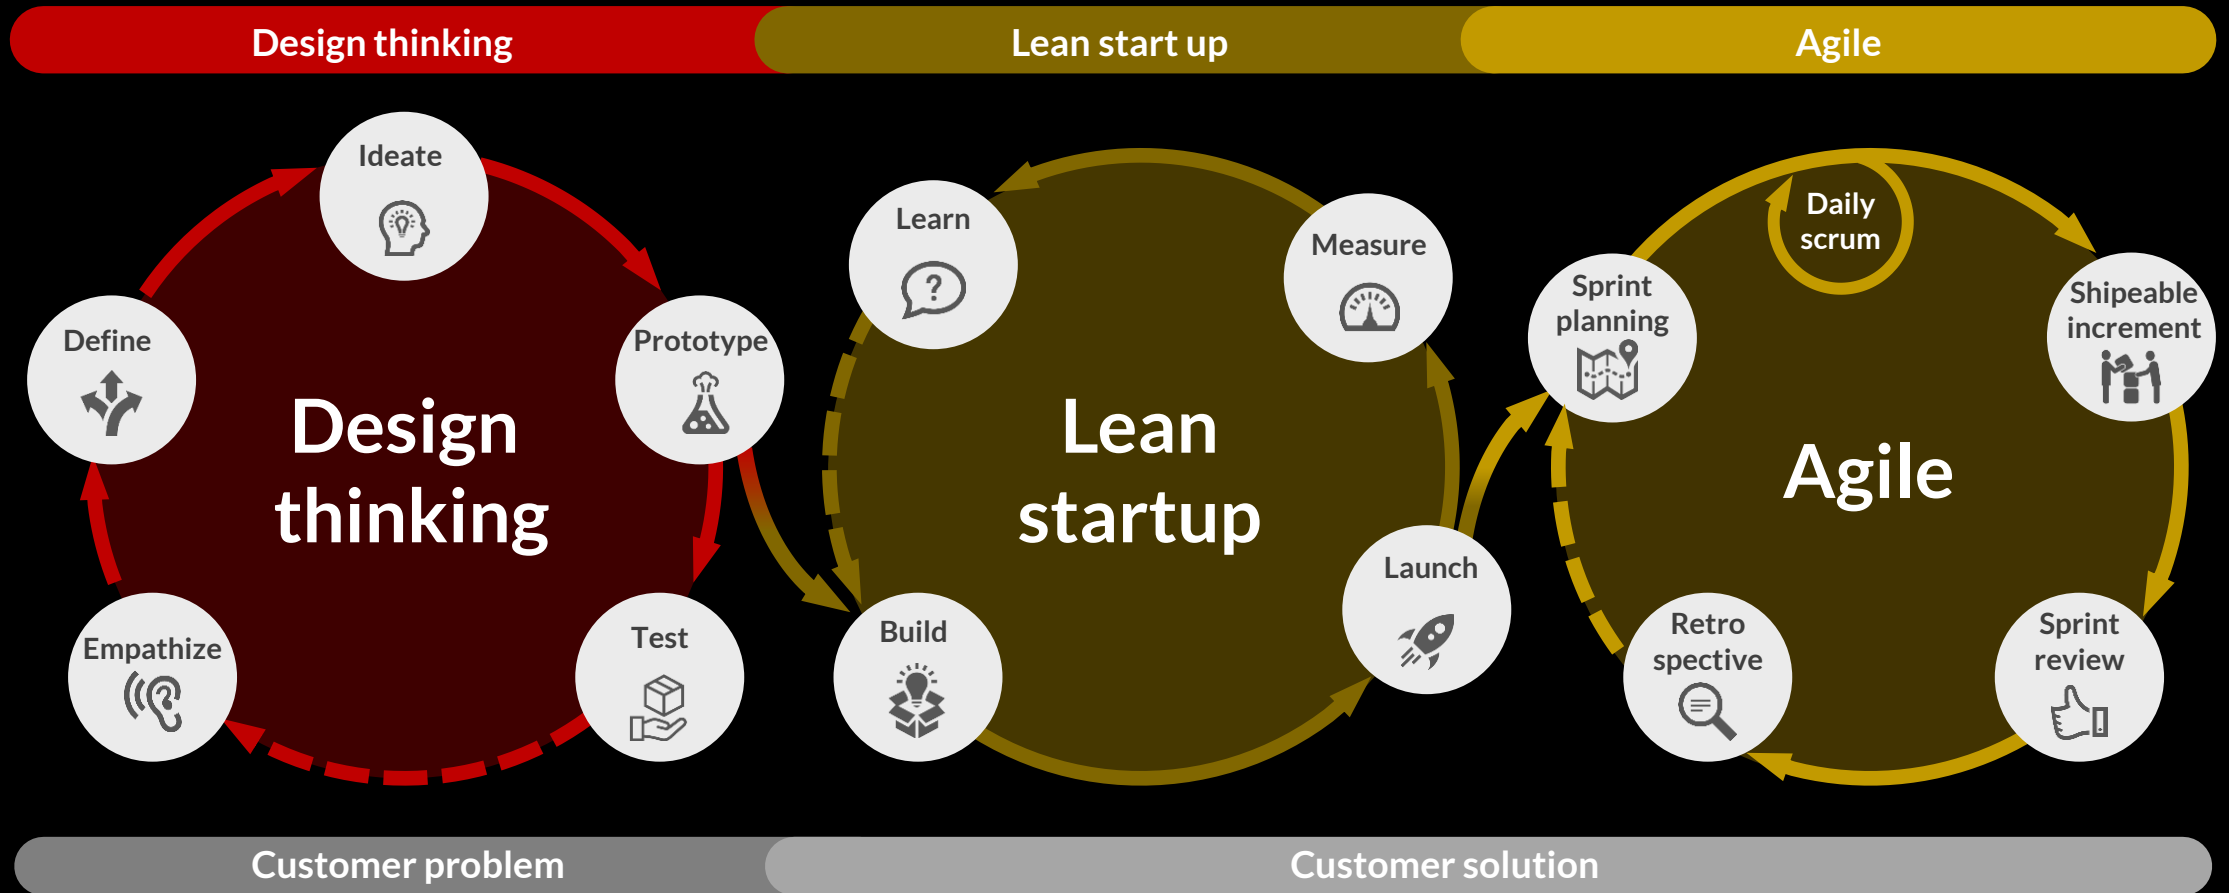 Design thinking
Lean start up
Agile
Ideate
Define
Prototype
Empathize
Test
Design
thinking
Learn
?
Measure
Build
Launch
Lean
startup
Daily
scrum
Sprint
planning
Shipeable
increment
Retro
spective
Sprint
review
Agile
Customer problem
Customer solution